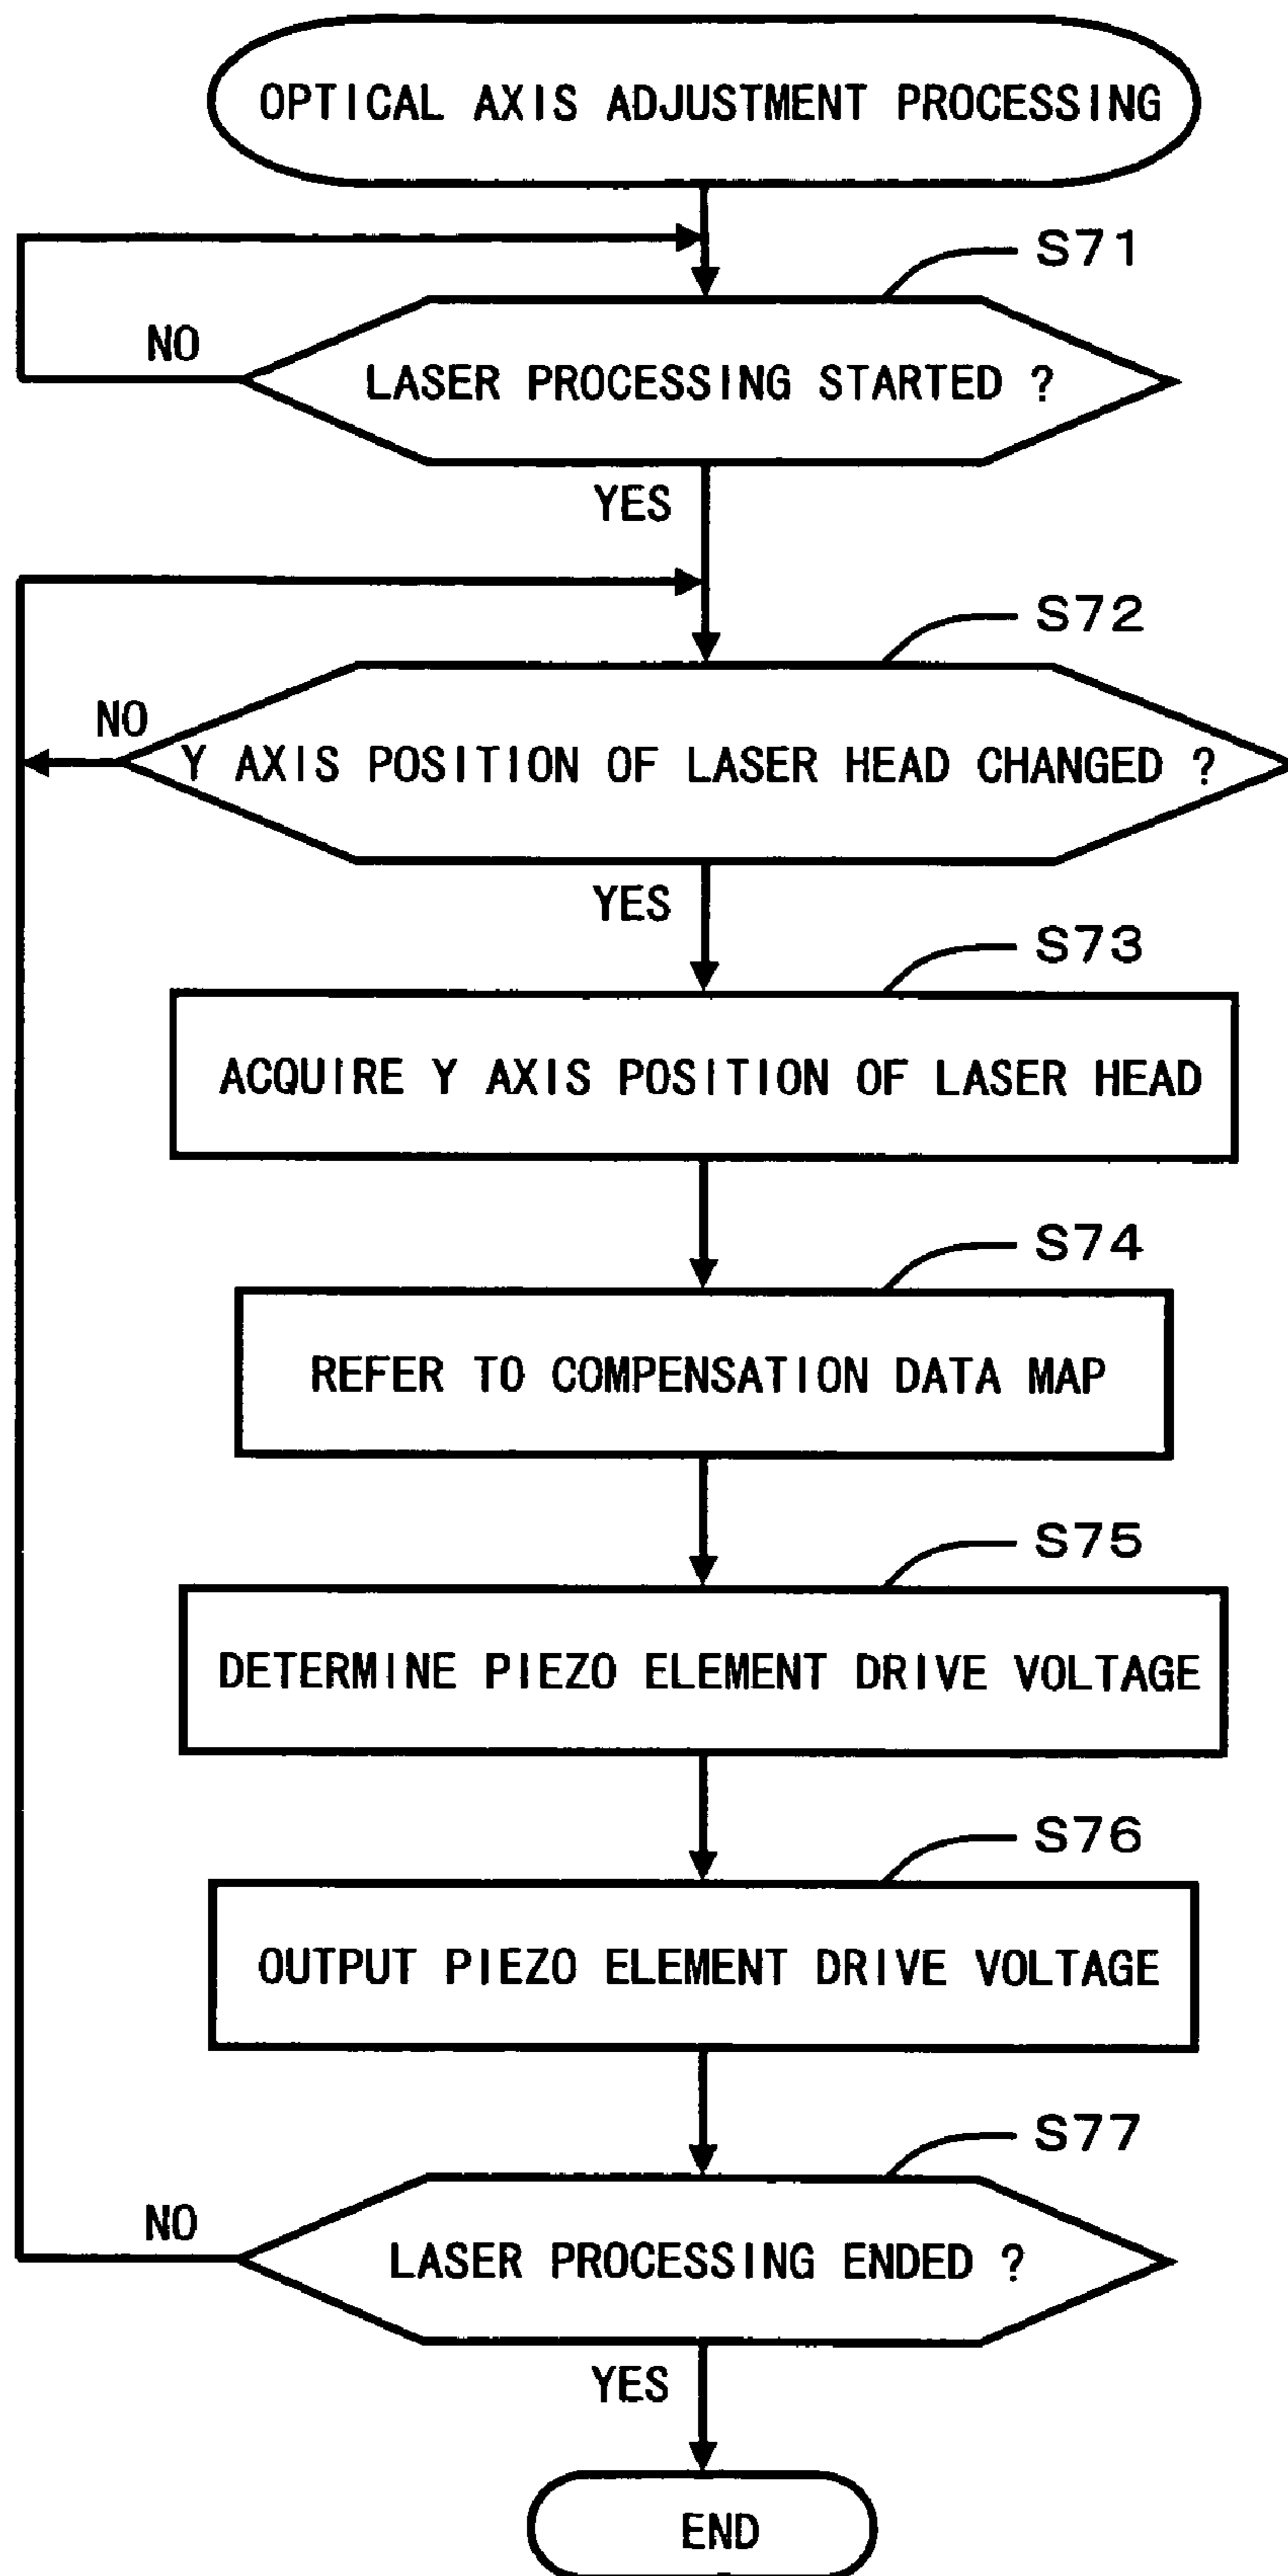 OPTICAL AXIS ADJUSTMENT PROCESSING
S71
NO
LASER PROCESSING STARTED ?
YES
S72
NO
Y AXIS POSITION OF LASER HEAD CHANGED ?
YES
S73
ACQUIRE Y AXIS POSITION OF LASER HEAD
S74
REFER TO COMPENSATION DATA MAP
S75
DETERMINE PIEZO ELEMENT DRIVE VOLTAGE
S76
OUTPUT PIEZO ELEMENT DRIVE VOLTAGE
S77
NO
LASER PROCESSING ENDED ?
YES
END